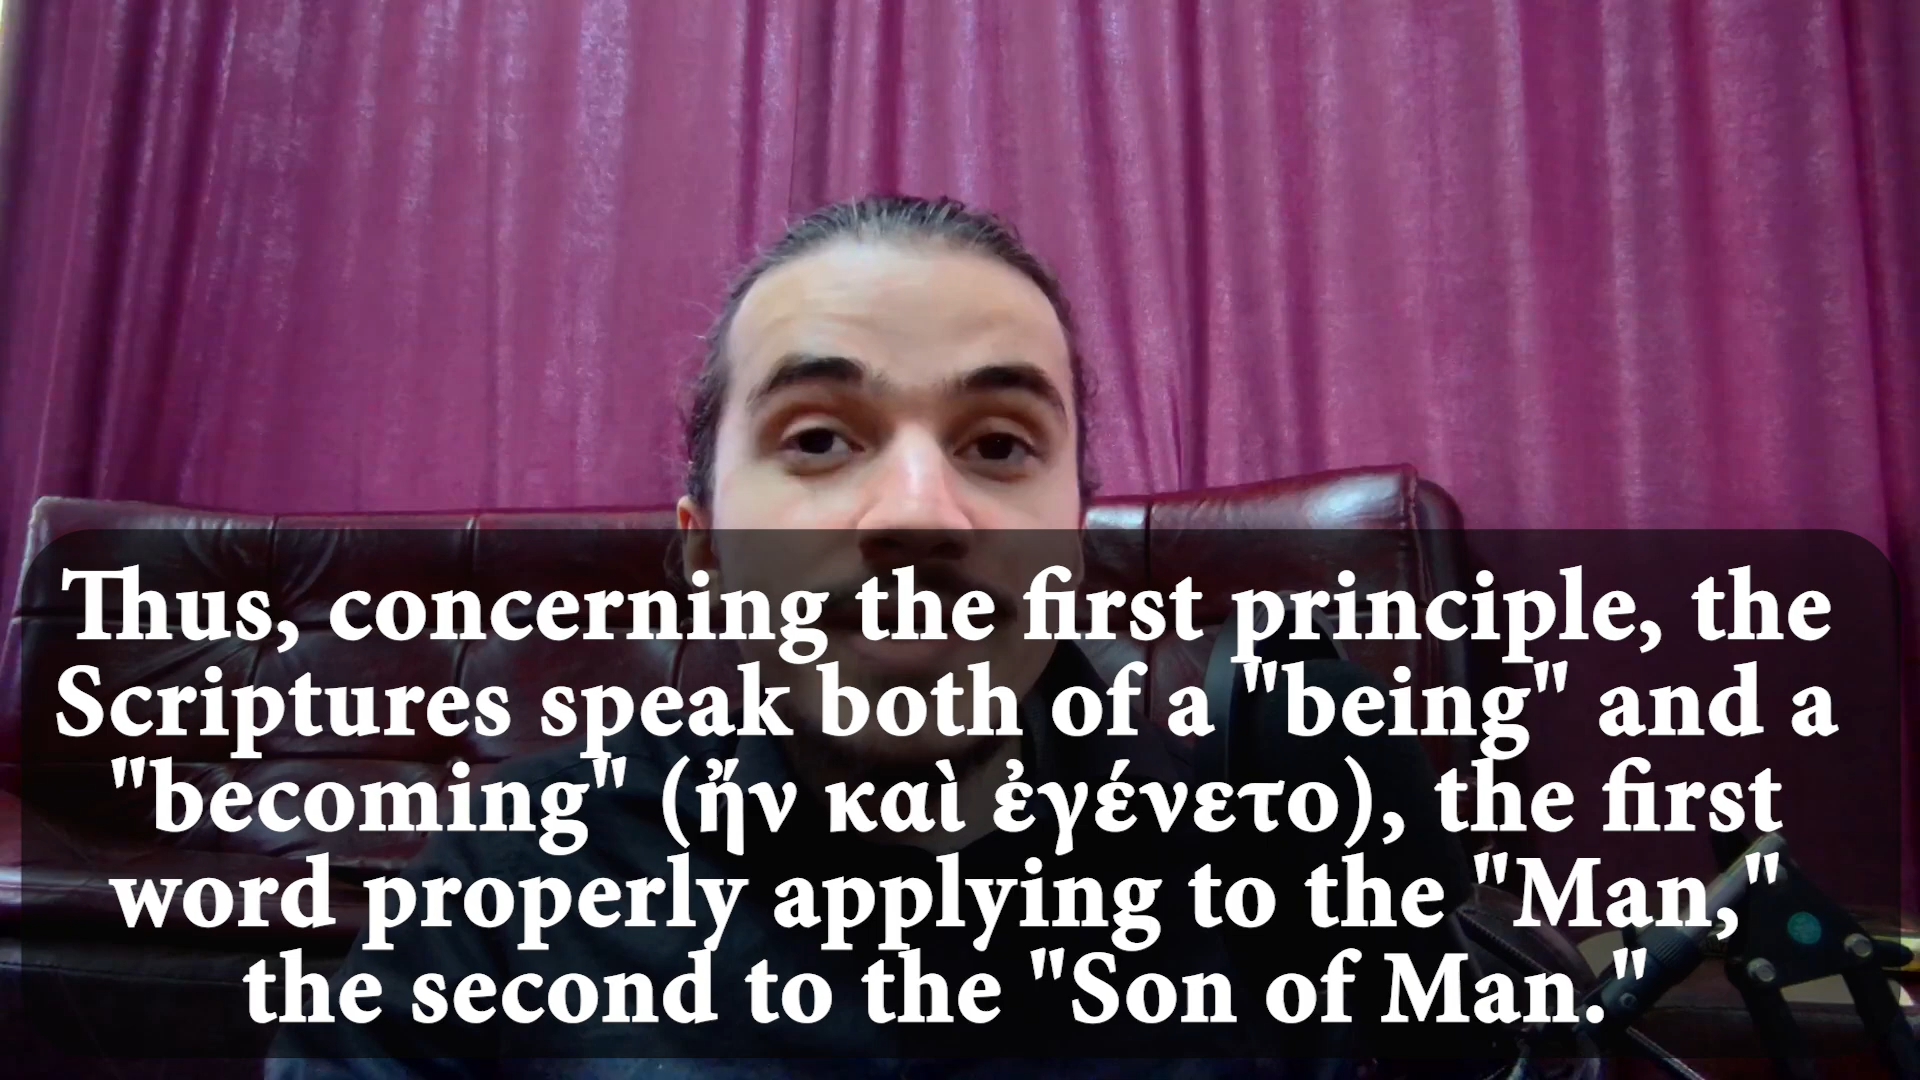 Thus, concerning the first principle, the
Scriptures speak both of a "being" and a
"becoming" (ἤν καὶ ἐγένετο), the first
word properly applying to the "Man,"
the second to the "Son of Man."